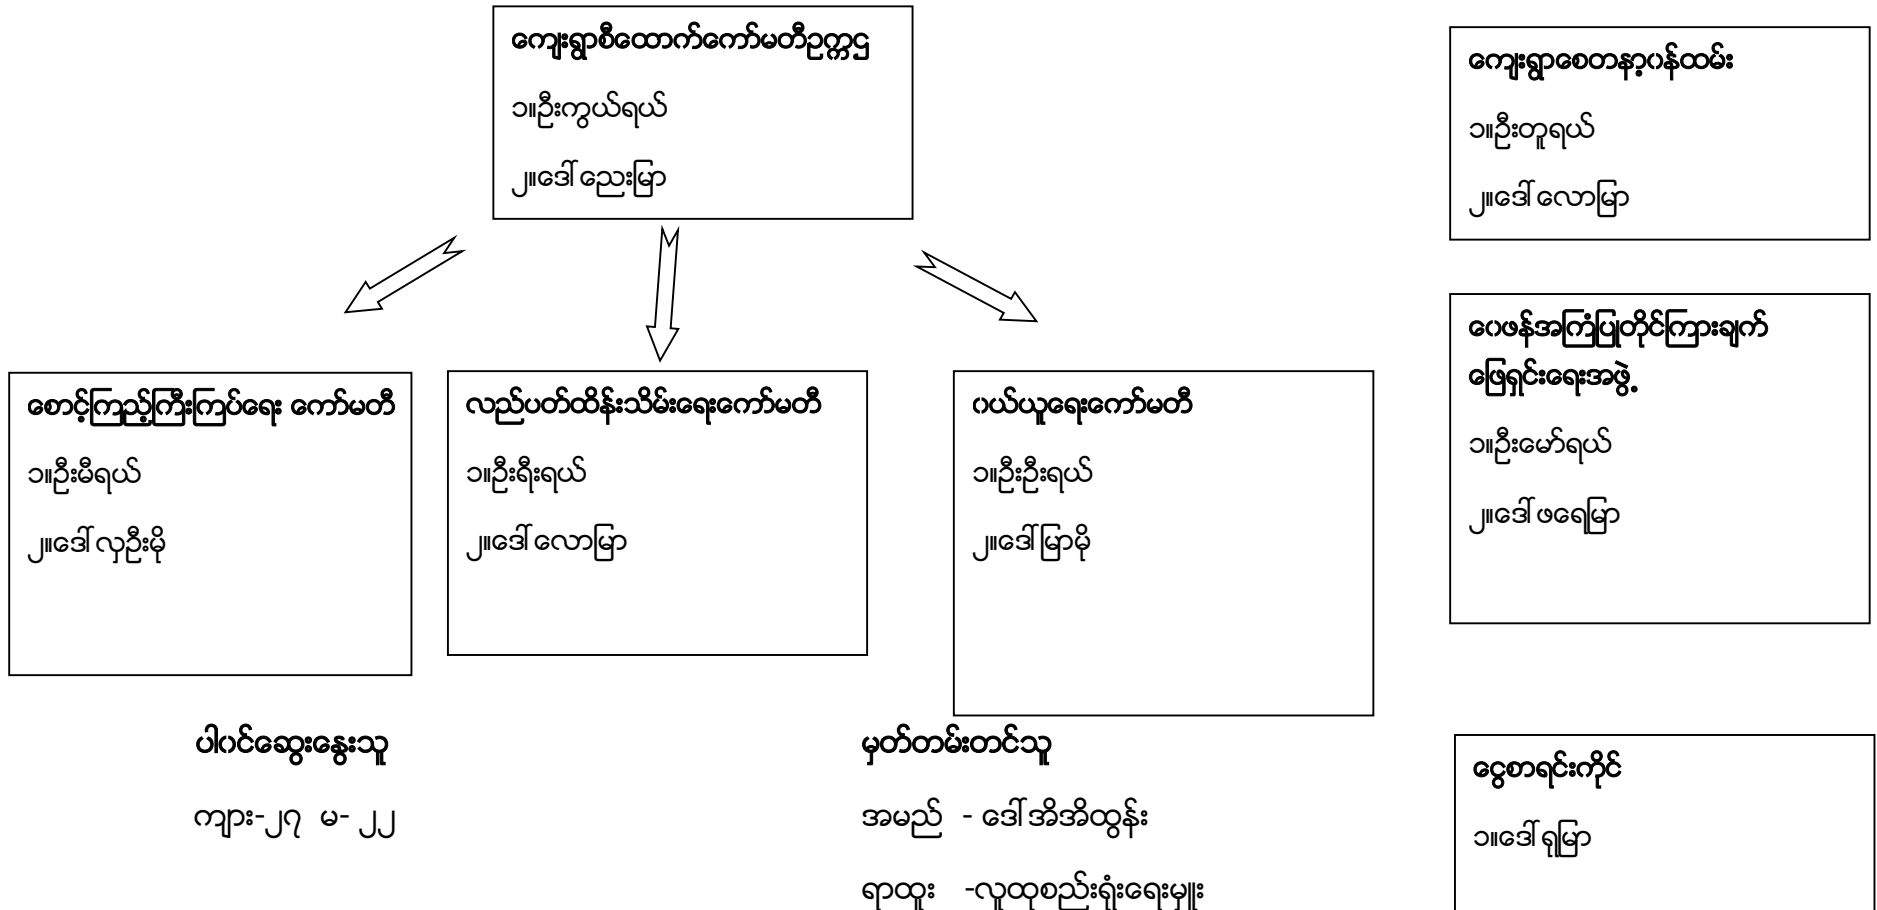 ကျေးရွာစီထောက်ကော်မတီဥက္ကဌ
၁။ဦးကွယ်ရယ်
၂။ဒေါ်ညေးမြာ
ကျေးရွာစေတနာ့ဝန်ထမ်း
၁။ဦးတူရယ်
၂။ဒေါ်လောမြာ
ဝေဖန်အကြံပြုတိုင်ကြားချက်
ဖြေရှင်းရေးအဖွဲ့
၁။ဦးမော်ရယ်
၂။ဒေါ်ဖရေမြာ
စောင့်ကြည့်ကြီးကြပ်ရေး ကော်မတီ
၁။ဦးမီရယ်
၂။ဒေါ်လှဦးမို
လည်ပတ်ထိန်းသိမ်းရေးကော်မတီ
၁။ဦးရီးရယ်
၂။ဒေါ်လောမြာ
ဝယ်ယူရေးကော်မတီ
၁။ဦးဦးရယ်
၂။ဒေါ်မြာမို
ပါဝင်ဆွေးနွေးသူ
ကျား-၂၇ မ- ၂၂
မှတ်တမ်းတင်သူ
အမည် - ဒေါ်အိအိထွန်း
ရာထူး -လူထုစည်းရုံးရေးမှူး
ငွေစာရင်းကိုင်
၁။ဒေါ်ရုမြာ